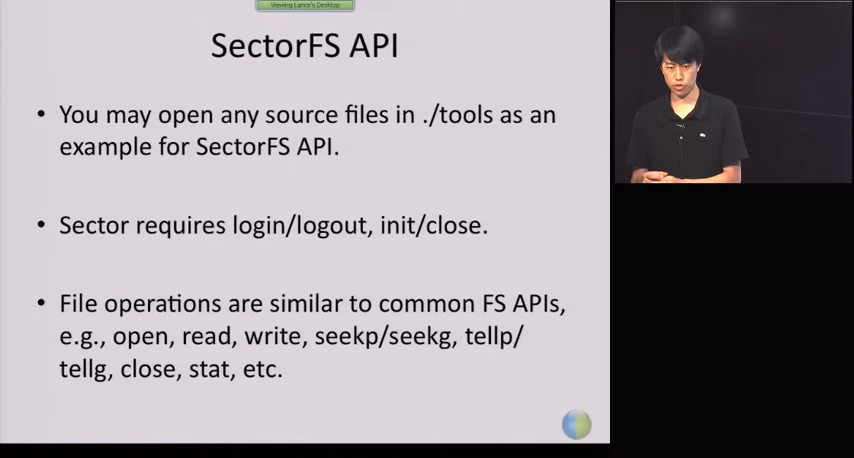 Viewing Lance's Desktop
SectorFS API
• You may open any source files in ./tools as an
example for SectorFS API.
• Sector requires login/logout, init/close.
• File operations are similar to common FS APIs,
e.g., open, read, write, seekp/seekg, tellp/
tellg, close, stat, etc.